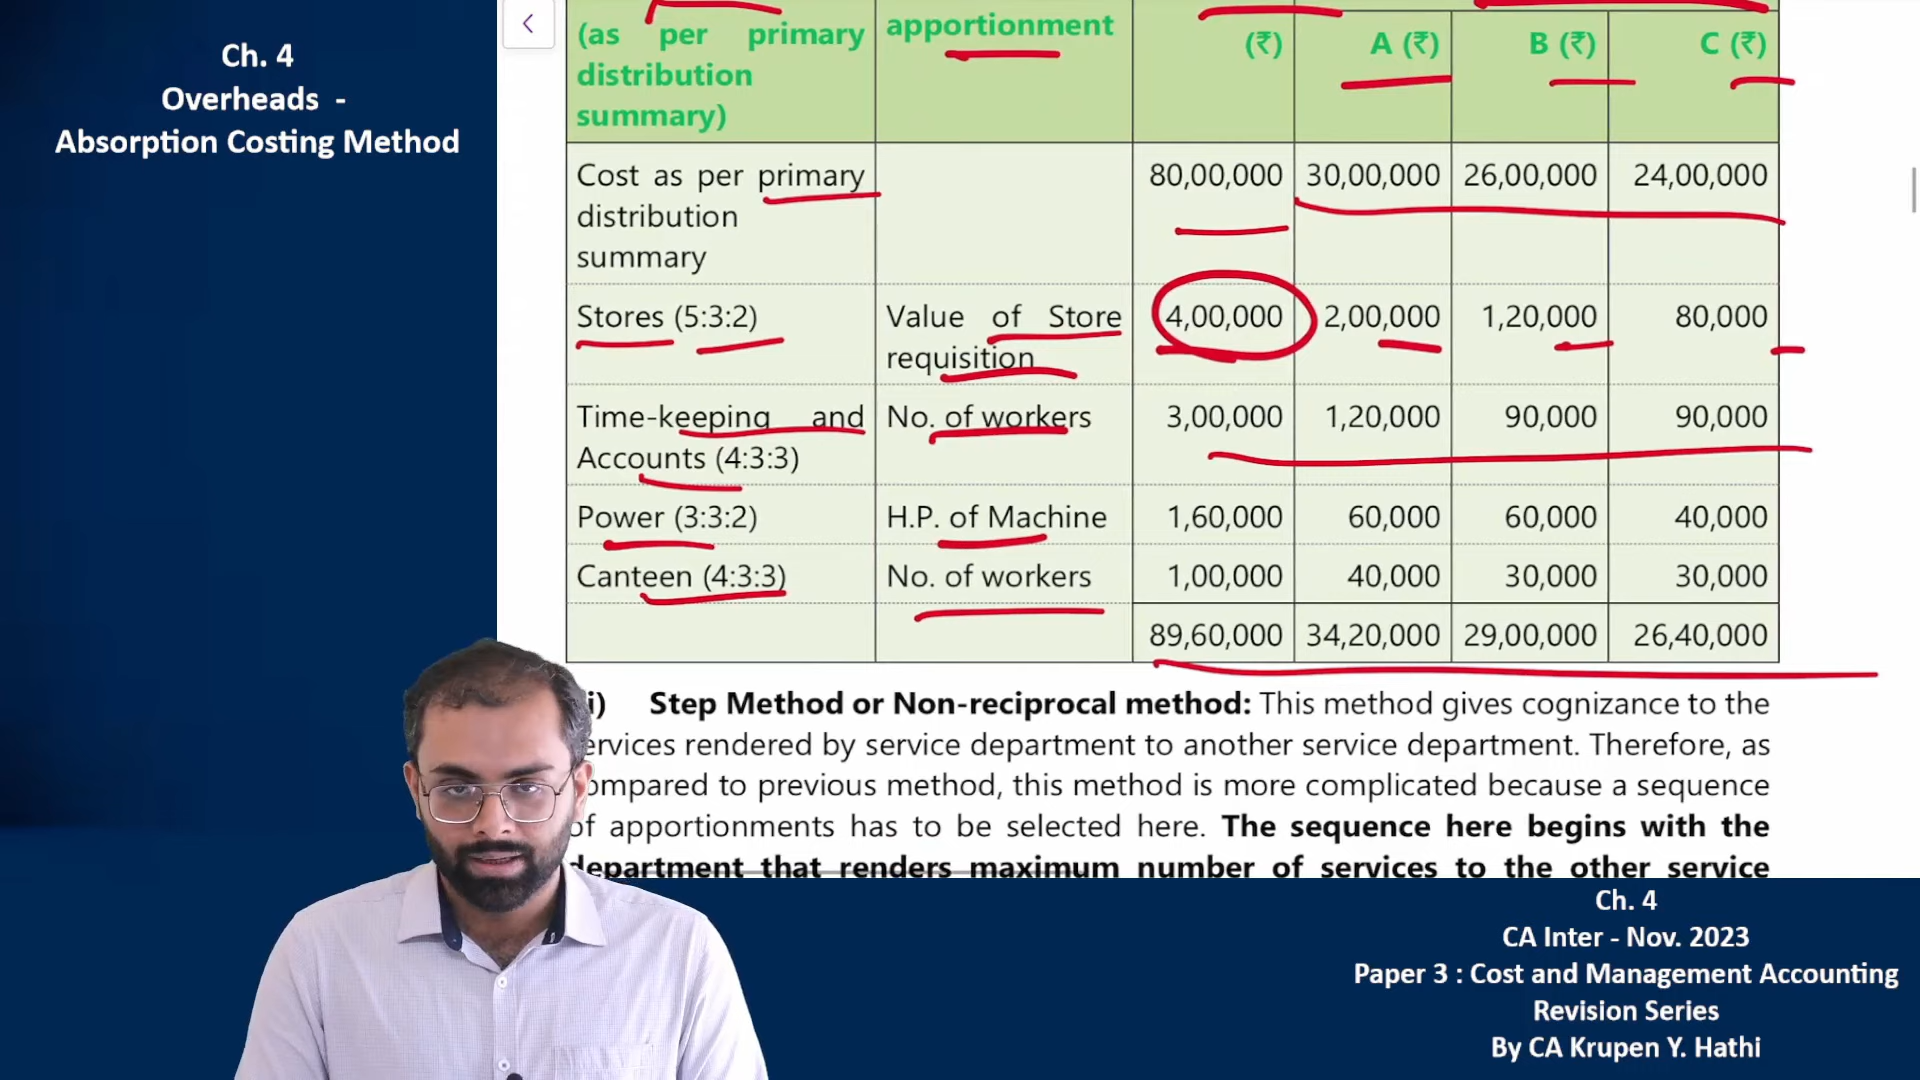 Ch. 4
Overheads -
Absorption Costing Method
(as per primary distribution summary)
apportionment
(₹)
A (₹)
B (₹)
C (₹)
Cost as per primary distribution summary 80,00,000 30,00,000 26,00,000 24,00,000
Stores (5:3:2) Value of Store requisition 4,00,000 2,00,000 1,20,000 80,000
Time-keeping and Accounts (4:3:3) No. of workers 3,00,000 1,20,000 90,000 90,000
Power (3:3:2) H.P. of Machine 1,60,000 60,000 60,000 40,000
Canteen (4:3:3) No. of workers 1,00,000 40,000 30,000 30,000
89,60,000 34,20,000 29,00,000 26,40,000
i) Step Method or Non-reciprocal method: This method gives cognizance to the
ervices rendered by service department to another service department. Therefore, as
ompared to previous method, this method is more complicated because a sequence
of apportionments has to be selected here. The sequence here begins with the
department that renders maximum number of services to the other service
Ch. 4
CA Inter - Nov. 2023
Paper 3 : Cost and Management Accounting
Revision Series
By CA Krupen Y. Hathi